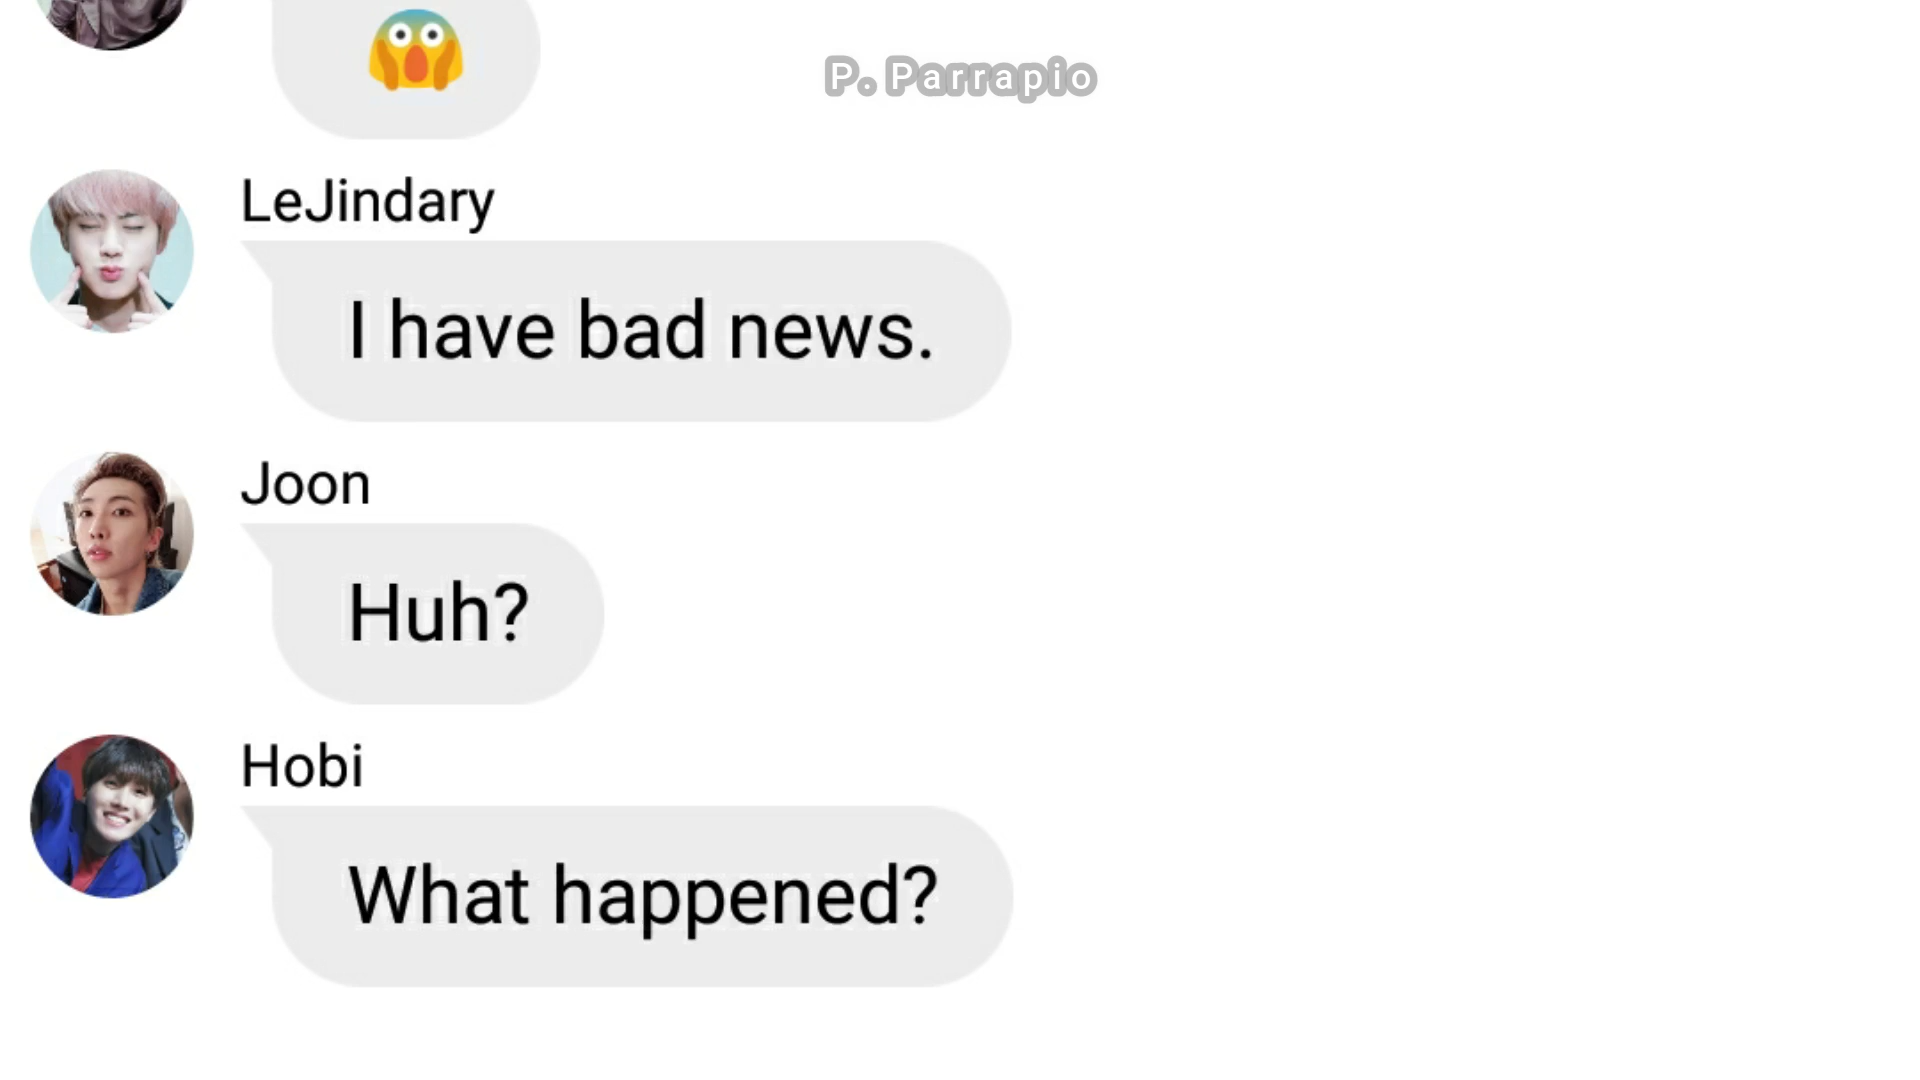 😱
P. Parrapio
LeJindary
I have bad news.
Joon
Huh?
Hobi
What happened?